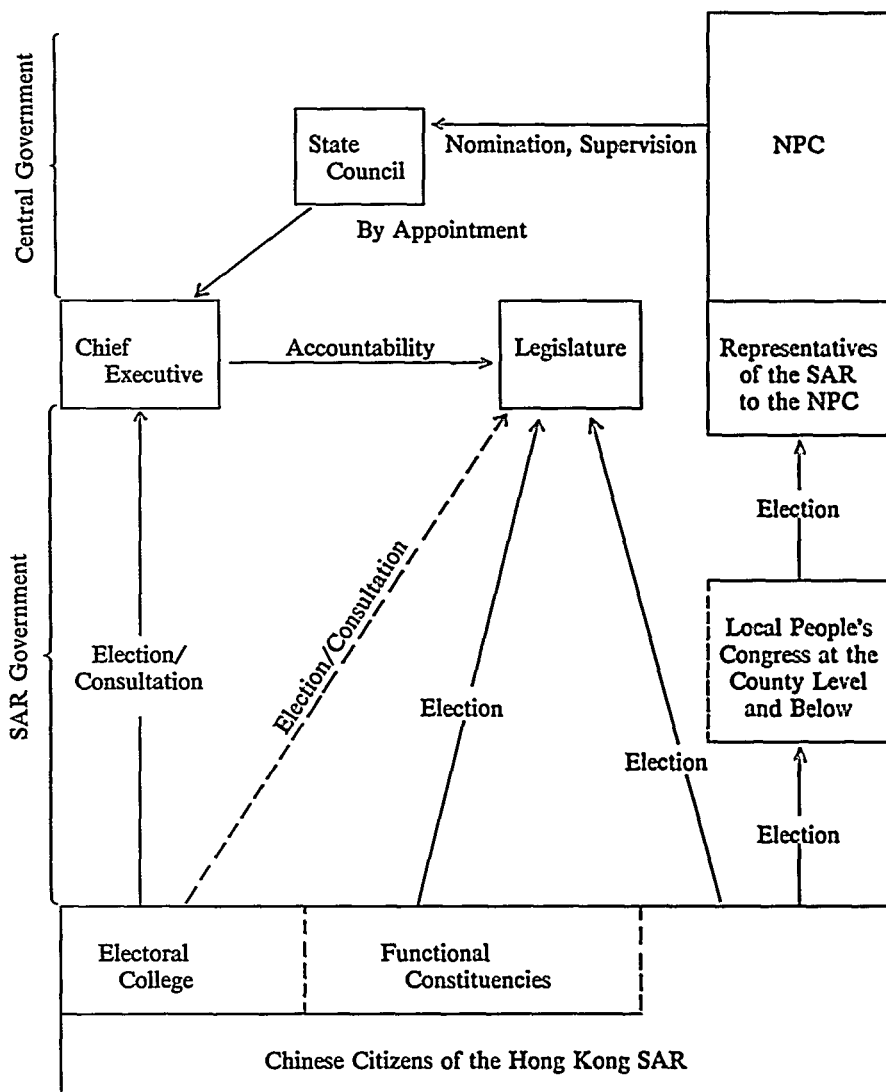 Central Government
State
Council
Nomination, Supervision
NPC
By Appointment
Chief
Executive
Accountability
Legislature
Representatives
of the SAR
to the NPC
SAR Government
Election/
Consultation
Election/Consultation
Election
Election
Election
Local People's
Congress at the
County Level
and Below
Election
Electoral
College
Functional
Constituencies
Chinese Citizens of the Hong Kong SAR